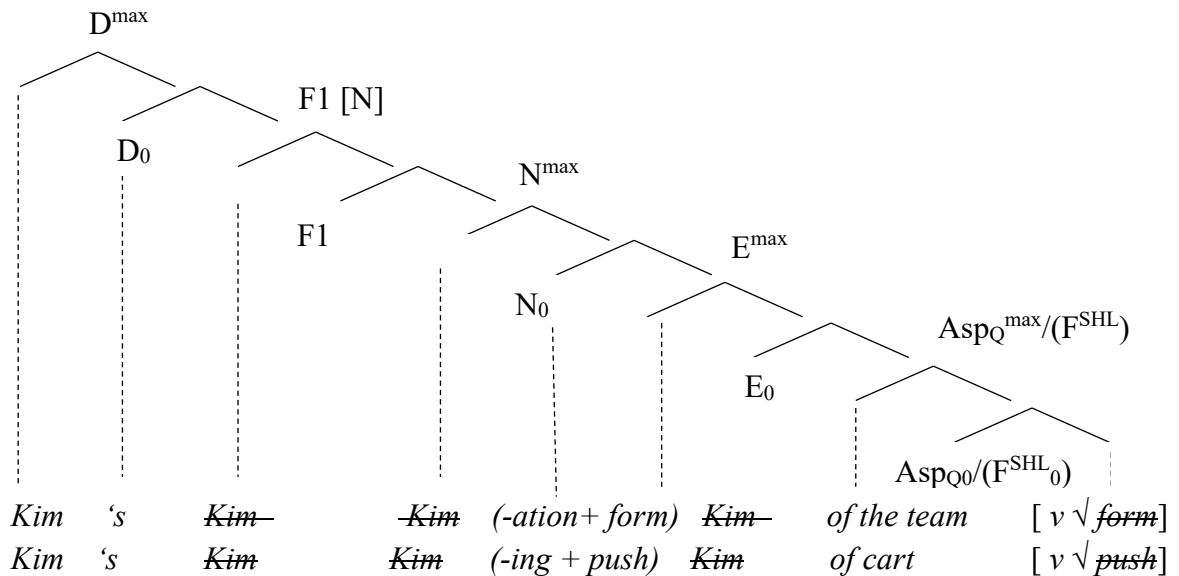 D^max
F1 [N]
D₀
N^max
F1
E^max
N₀
Asp_Q^max/(F^SHL)
E₀
Asp_Q0/(F^SHL_0)
Kim ‘s Kim Kim (-ation+ form) Kim of the team [ v √ form]
Kim ‘s Kim Kim (-ing + push) Kim of cart [ v √ push]